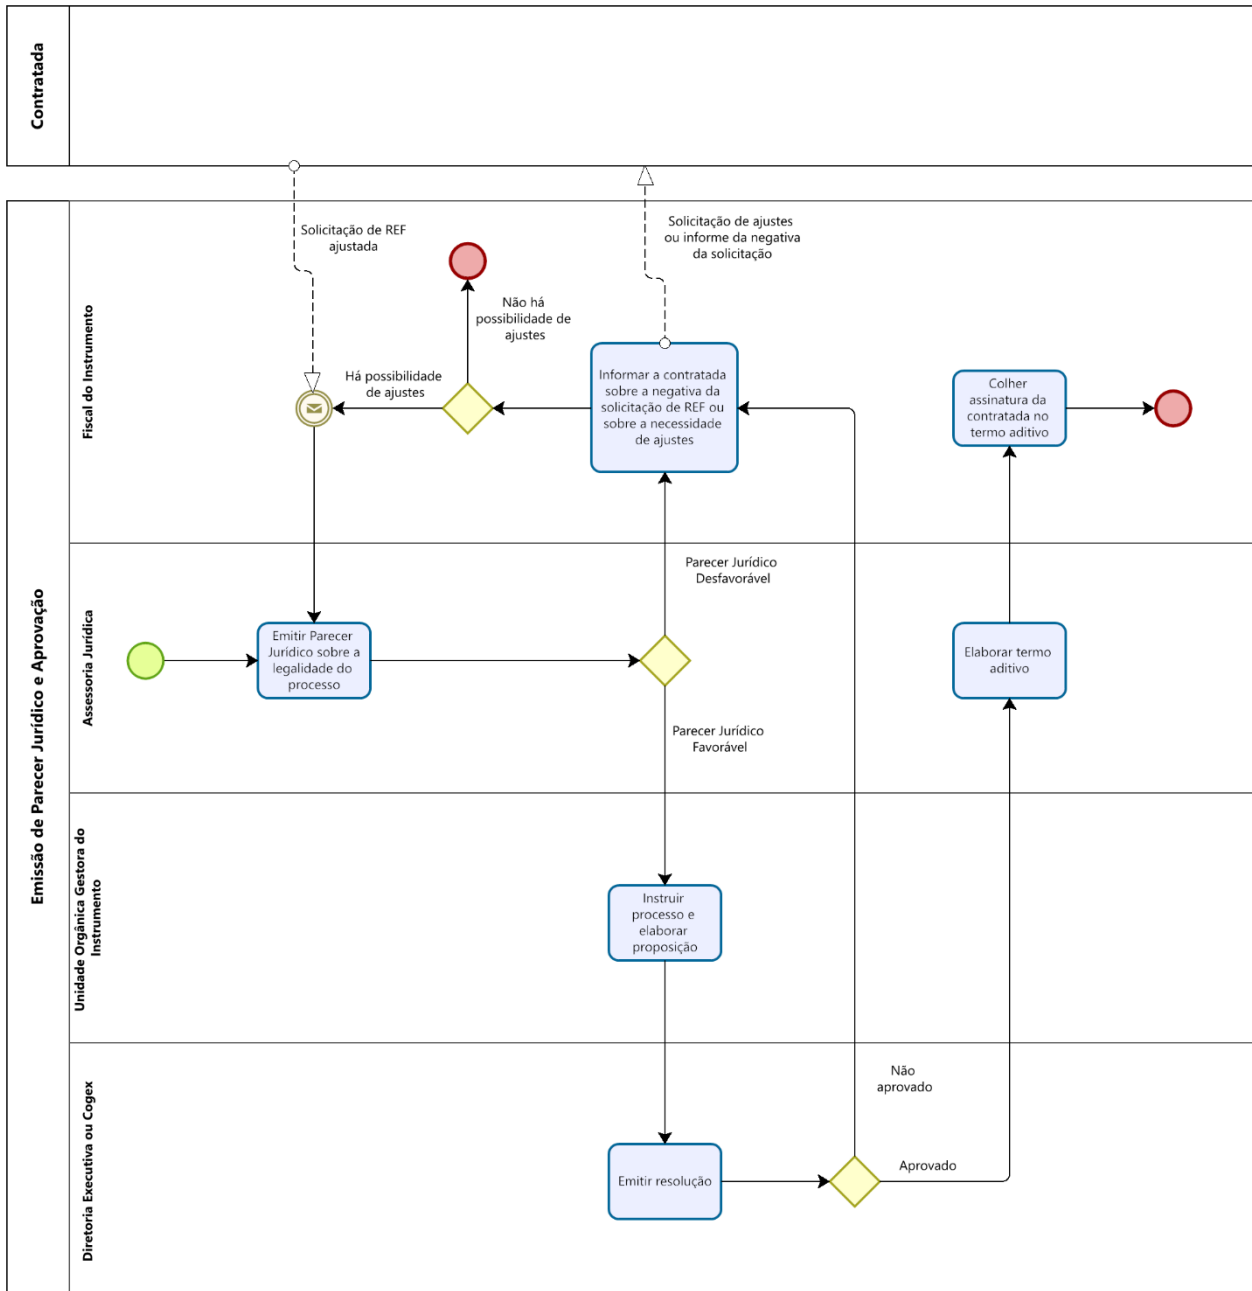 Contratada
Emissão de Parecer Jurídico e Aprovação
Fiscal do Instrumento
Solicitação de REF
ajustada
Não há
possibilidade de
ajustes
Há possibilidade
de ajustes
Solicitação de ajustes
ou informe da negativa
da solicitação
Informar a contratada
sobre a negativa da
solicitação de REF ou
sobre a necessidade
de ajustes
Colher
assinatura da
contratada no
termo aditivo
Assessoria Jurídica
Emitir Parecer
Jurídico sobre a
legalidade do
processo
Parecer Jurídico
Desfavorável
Parecer Jurídico
Favorável
Elaborar termo
aditivo
Unidade Orgânica Gestora do
Instrumento
Instruir
processo e
elaborar
proposição
Diretoria Executiva ou Cogex
Emitir resolução
Não
aprovado
Aprovado